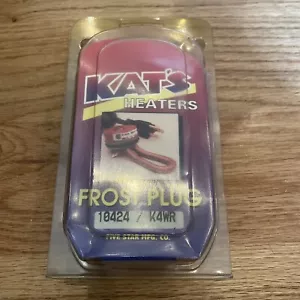 KAT'S
HEATERS
FROST PLUG
10424 / K4WR
FIVE STAR MFG. CO.